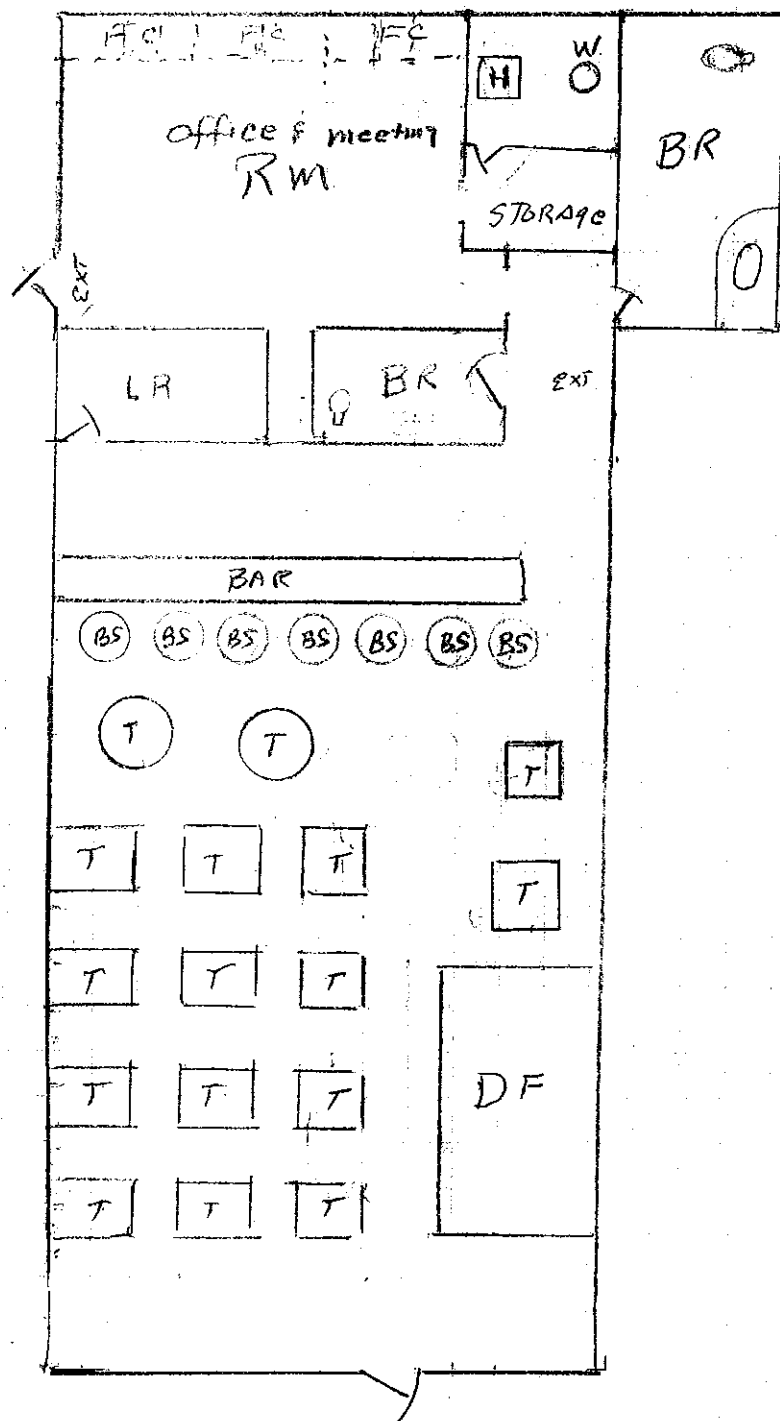 FC FC FC
H W.
Office & meeting
RM
BR
STORAGE
EXT
LR BR EXT
BAR
BS BS BS BS BS BS BS
T T
T
T T T
T
T T T
T T T
DF
T T T